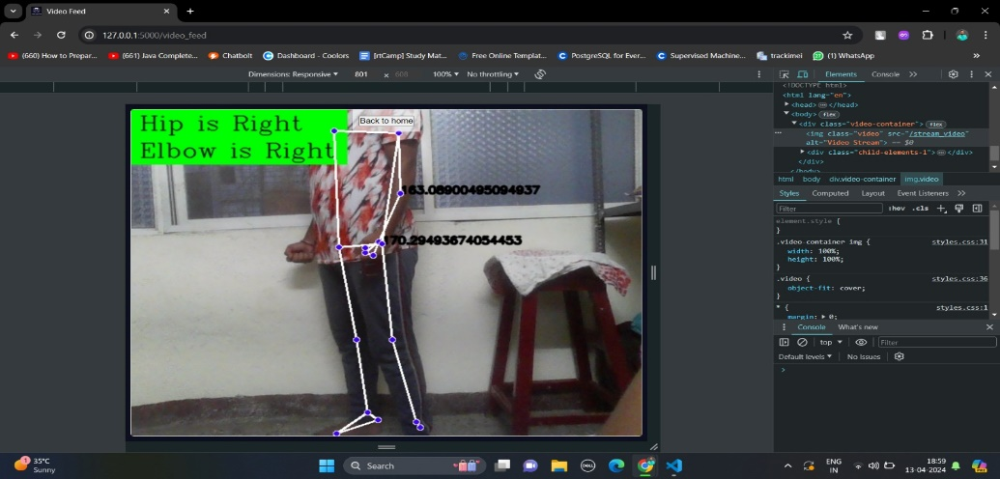 Video Feed
127.0.0.1:5000/video_feed
(660) How to Prepar...
(661) Java Complete...
Chatbolt
Dashboard - Coolors
[rtCamp] Study Mat...
Free Online Templat...
PostgreSQL for Ever...
Supervised Machine...
trackimei
(1) WhatsApp
Dimensions: Responsive
801 × 608
100%
No throttling
Elements
Console
<!DOCTYPE html>
<html lang="en">
<head> </head>
<body> flex
<div class="video-container"> flex
<img class="video" src="/stream_video"
alt="Video Stream"> == $0
<div class="child-elements-1"> </div>
</div>
html body div.video-container img.video
Styles Computed Layout Event Listeners
Filter :hov .cls
element.style {
}
.video-container img { styles.css:31
width: 100%;
height: 100%;
}
.video { styles.css:36
object-fit: cover;
}
* { styles.css:1
margin: 0;
Console What's new
top Filter
Default levels No Issues
Hip is Right
Elbow is Right
Back to home
163.08900495094937
170.29493674054453
35°C
Sunny
Search
DELL
ENG
IN
18:59
13-04-2024